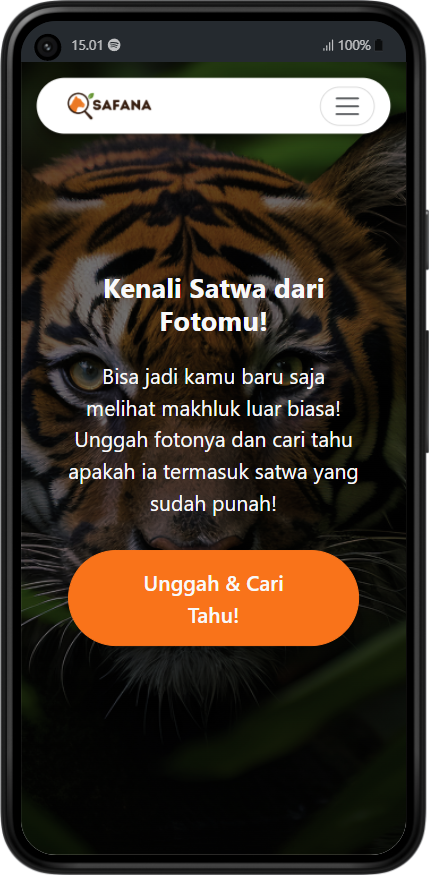 15.01
100%
SAFANA
Kenali Satwa dari
Fotomu!
Bisa jadi kamu baru saja
melihat makhluk luar biasa!
Unggah fotonya dan cari tahu
apakah ia termasuk satwa yang
sudah punah!
Unggah & Cari
Tahu!